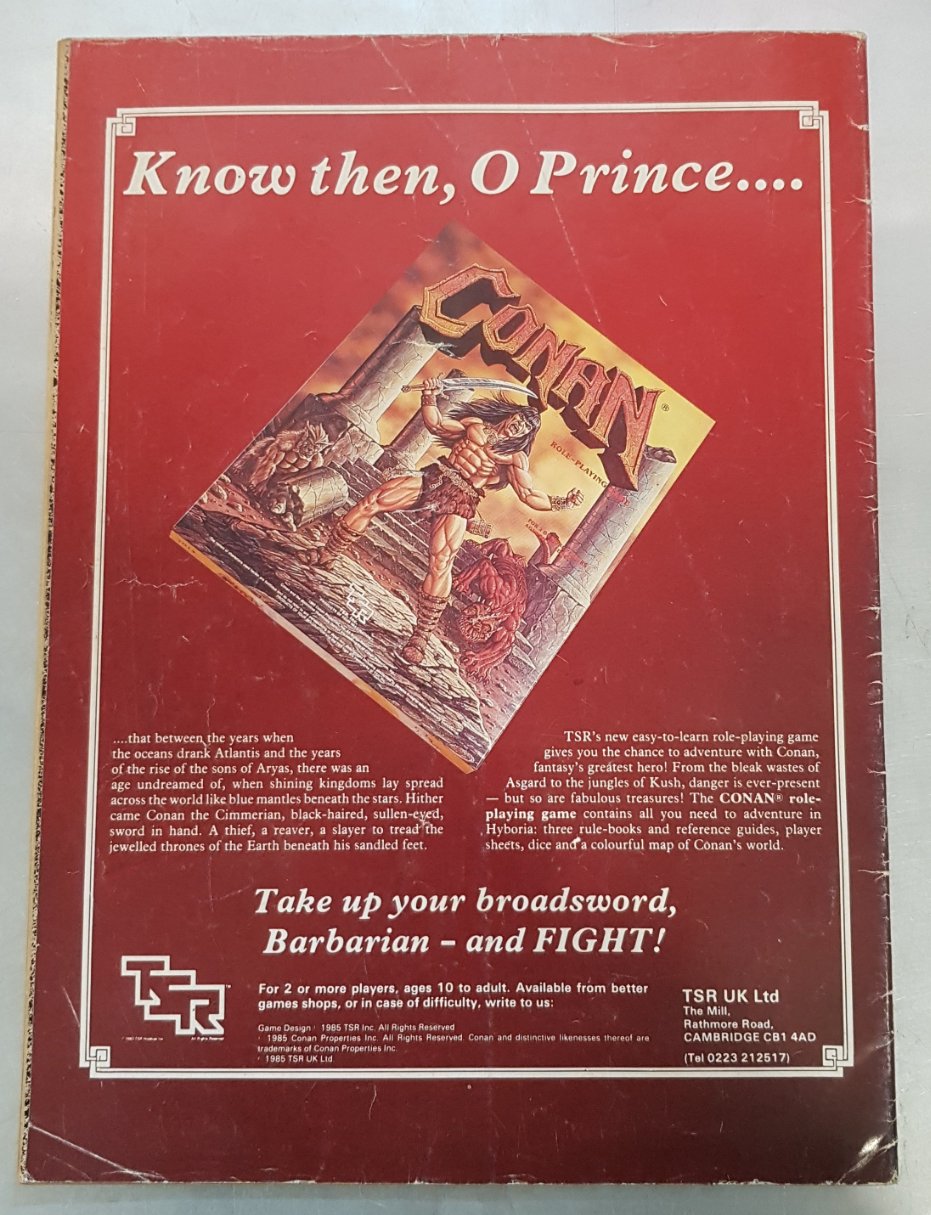 Know then, O Prince....
CONAN®
ROLE-PLAYING
TSR
....that between the years when
the oceans drank Atlantis and the years
of the rise of the sons of Aryas, there was an
age undreamed of, when shining kingdoms lay spread
across the world like blue mantles beneath the stars. Hither
came Conan the Cimmerian, black-haired, sullen-eyed,
sword in hand. A thief, a reaver, a slayer to tread the
jewelled thrones of the Earth beneath his sandled feet.
TSR's new easy-to-learn role-playing game
gives you the chance to adventure with Conan,
fantasy's greatest hero! From the bleak wastes of
Asgard to the jungles of Kush, danger is ever-present
— but so are fabulous treasures! The CONAN® role-
playing game contains all you need to adventure in
Hyboria: three rule-books and reference guides, player
sheets, dice and a colourful map of Conan's world.
Take up your broadsword,
Barbarian – and FIGHT!
TSR
For 2 or more players, ages 10 to adult. Available from better
games shops, or in case of difficulty, write to us:
Game Design 1985 TSR Inc. All Rights Reserved
1985 Conan Properties Inc. All Rights Reserved. Conan and distinctive likenesses thereof are
trademarks of Conan Properties Inc.
1985 TSR UK Ltd
TSR UK Ltd
The Mill,
Rathmore Road,
CAMBRIDGE CB1 4AD
(Tel 0223 212517)